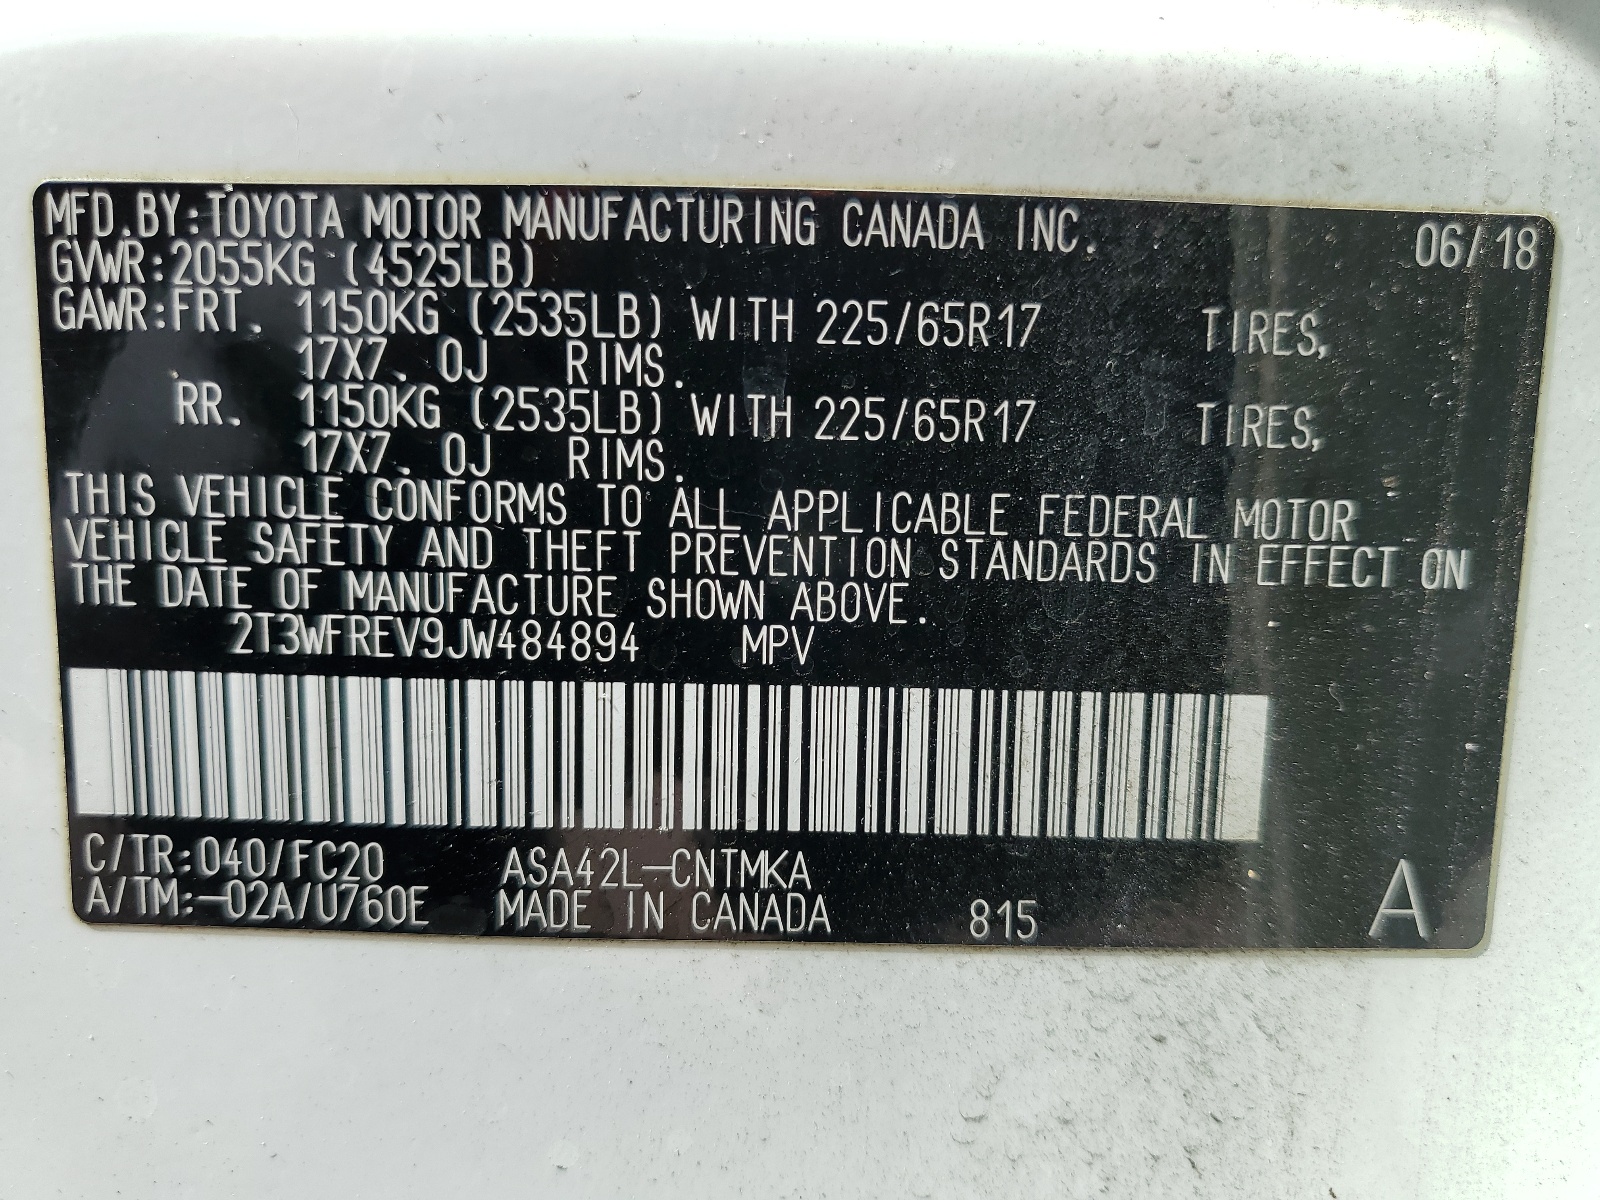 MFD.BY:TOYOTA MOTOR MANUFACTURING CANADA INC. 06/18
GVWR:2055KG (4525LB)
GAWR:FRT. 1150KG (2535LB) WITH 225/65R17 TIRES,
17X7.0J RIMS.
RR. 1150KG (2535LB) WITH 225/65R17 TIRES,
17X7.0J RIMS.
THIS VEHICLE CONFORMS TO ALL APPLICABLE FEDERAL MOTOR
VEHICLE SAFETY AND THEFT PREVENTION STANDARDS IN EFFECT ON
THE DATE OF MANUFACTURE SHOWN ABOVE.
2T3WFREV9JW484894 MPV
C/TR:040/FC20 ASA42L-CNTMKA
A/TM:-02A/U760E MADE IN CANADA 815 A